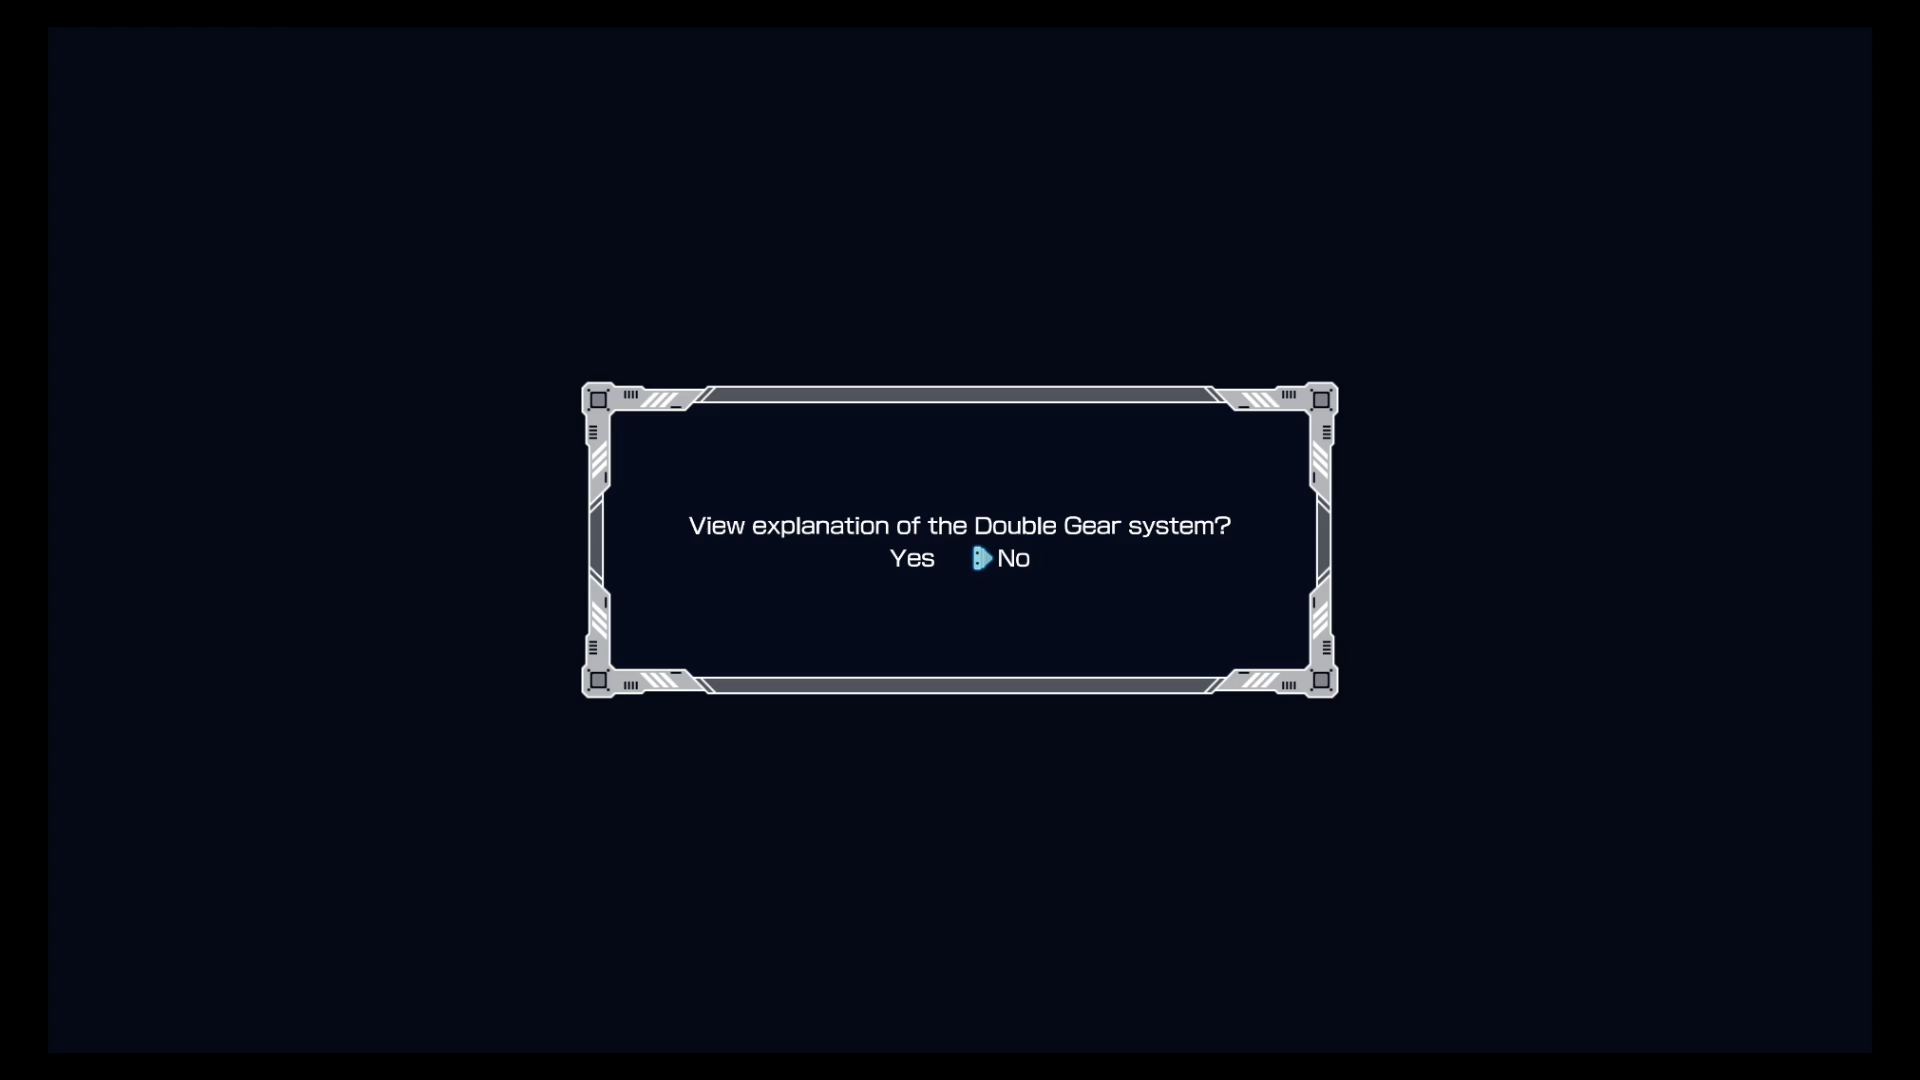 View explanation of the Double Gear system?
Yes No